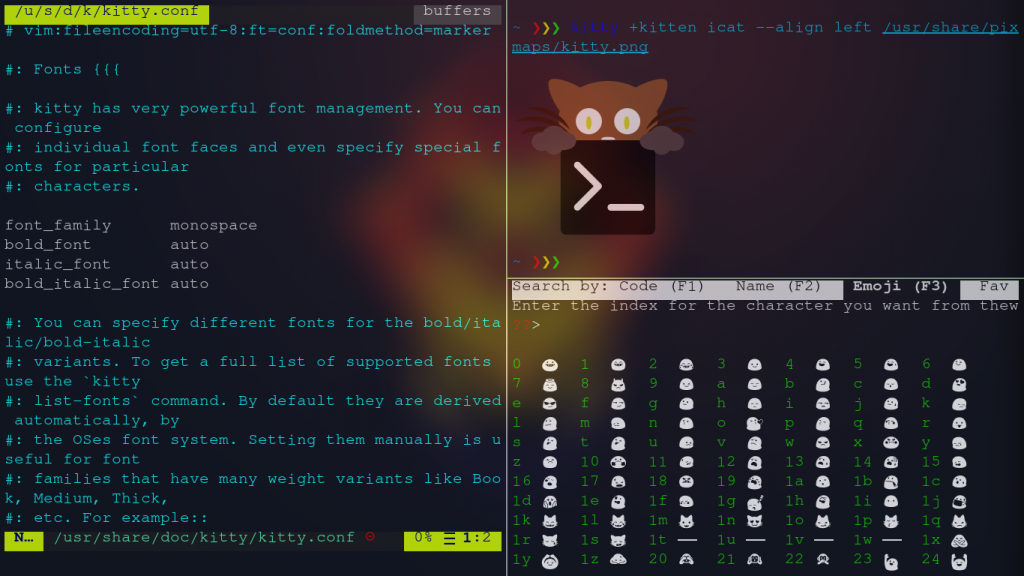 /u/s/d/k/kitty.conf buffers
# vim:fileencoding=utf-8:ft=conf:foldmethod=marker
#: Fonts {{{
#: kitty has very powerful font management. You can
configure
#: individual font faces and even specify special f
onts for particular
#: characters.
font_family monospace
bold_font auto
italic_font auto
bold_italic_font auto
#: You can specify different fonts for the bold/ita
lic/bold-italic
#: variants. To get a full list of supported fonts
use the `kitty
#: list-fonts` command. By default they are derived
automatically, by
#: the OSes font system. Setting them manually is u
seful for font
#: families that have many weight variants like Boo
k, Medium, Thick,
#: etc. For example::
N… /usr/share/doc/kitty/kitty.conf ⊝ 0% ☰ 1:2
~ ❯❯❯ kitty +kitten icat --align left /usr/share/pix
maps/kitty.png
>_
~ ❯❯❯
Search by: Code (F1) Name (F2) Emoji (F3) Fav
Enter the index for the character you want from thew
??>
0 1 2 3 4 5 6
7 8 9 a b c d
e f g h i j k
l m n o p q r
s t u v w x y
z 10 11 12 13 14 15
16 17 18 19 1a 1b 1c
1d 1e 1f 1g 1h 1i 1j
1k 1l 1m 1n 1o 1p 1q
1r 1s 1t 1u 1v 1w 1x
1y 1z 20 21 22 23 24